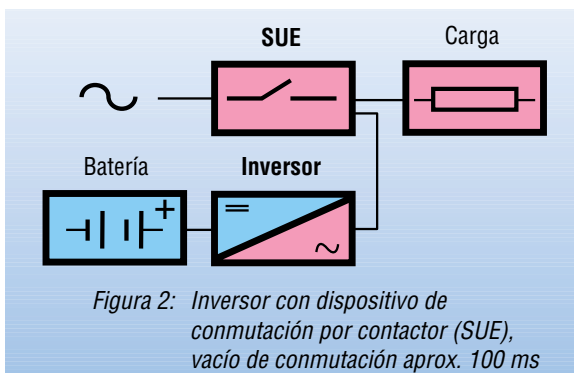 SUE
Carga
Batería
Inversor
Figura 2: Inversor con dispositivo de
conmutación por contactor (SUE),
vacío de conmutación aprox. 100 ms